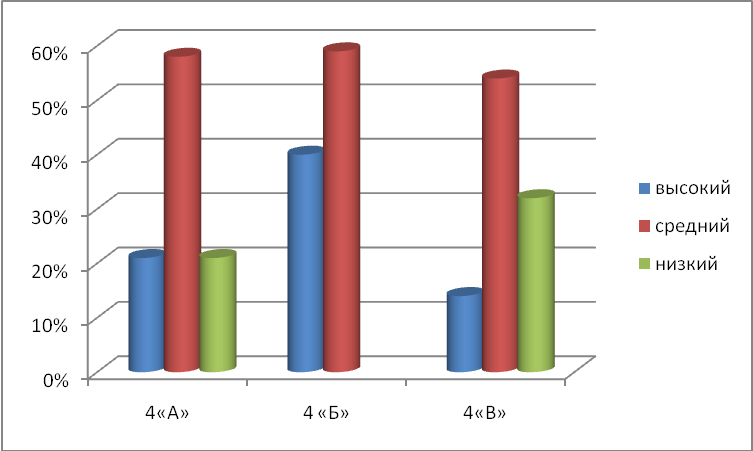 60%
50%
40%
30%
20%
10%
0%
4«А»
4 «Б»
4«В»
высокий
средний
низкий